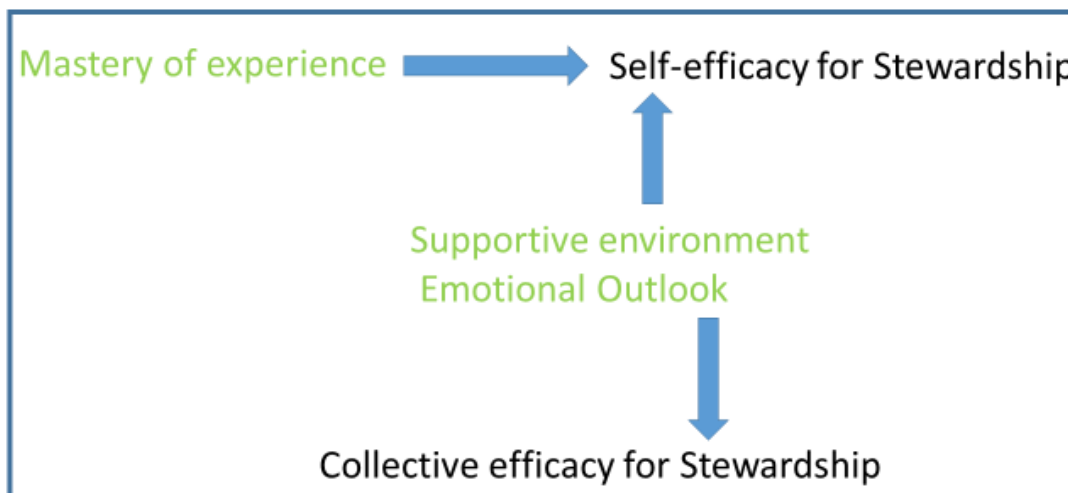 Mastery of experience
Self-efficacy for Stewardship
Supportive environment
Emotional Outlook
Collective efficacy for Stewardship